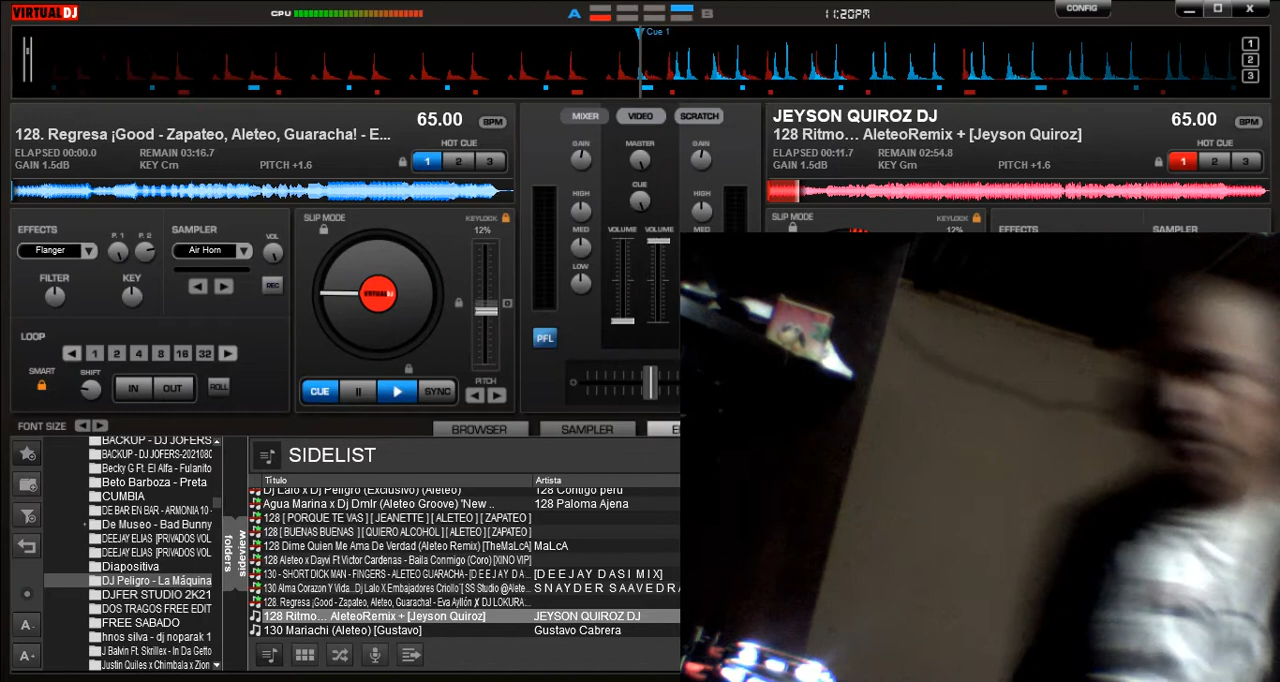 VIRTUAL DJ
CPU
A
B
11:20PM
CONFIG
X
Cue 1
1
2
3
65.00 BPM
128. Regresa ¡Good - Zapateo, Aleteo, Guaracha! - E...
ELAPSED 00:00.0 REMAIN 03:16.7
GAIN 1.5dB KEY Cm PITCH +1.6
HOT CUE
1 2 3
MIXER VIDEO SCRATCH
JEYSON QUIROZ DJ
65.00 BPM
128 Ritmo... AleteoRemix + [Jeyson Quiroz]
ELAPSED 00:11.7 REMAIN 02:54.8
GAIN 1.5dB KEY Gm PITCH +1.6
HOT CUE
1 2 3
EFFECTS
Flanger
P. 1 P. 2
SAMPLER
Air Horn
VOL
FILTER
KEY
REC
LOOP
1 2 4 8 16 32
SMART
SHIFT
IN OUT
ROLL
SLIP MODE
KEYLOCK
12%
VIRTUAL DJ
0
CUE
SYNC
PITCH
GAIN
MASTER
GAIN
CUE
HIGH
MED
LOW
VOLUME VOLUME
HIGH
MED
PFL
SLIP MODE
KEYLOCK
12%
EFFECTS
SAMPLER
FONT SIZE
BROWSER
SAMPLER
E
BACKUP - DJ JOFERS
BACKUP - DJ JOFERS-2021080
Becky G Ft. El Alfa - Fulanito
Beto Barboza - Preta
CUMBIA
DE BAR EN BAR - ARMONIA 10 -
De Museo - Bad Bunny
DEEJAY ELIAS [PRIVADOS VOL
DEEJAY ELIAS [PRIVADOS VOL
Diapositiva
DJ Peligro - La Máquina
DJFER STUDIO 2K21
DOS TRAGOS FREE EDIT
FREE SABADO
hnos silva - dj noparak 1
J Balvin Ft. Skrillex - In Da Getto
Justin Quiles x Chimbala x Zion
A-
A+
folders
sideview
SIDELIST
Título Artista
Dj Lalo x Dj Peligro (Exclusivo) (Aleteo) 128 Contigo peru
Agua Marina x Dj Dmlr (Aleteo Groove) 'New .. 128 Paloma Ajena
128 [ PORQUE TE VAS ] [ JEANETTE ] [ ALETEO ] [ ZAPATEO ]
128 [ BUENAS BUENAS ] [ QUIERO ALCOHOL ] [ ALETEO ] [ ZAPATEO ]
128 Dime Quien Me Ama De Verdad (Aleteo Remix) [TheMaLcA] MaLcA
128 Aleteo x Dayvi Ft Victor Cardenas - Baila Conmigo (Coro) [XINO VIP]
130 - SHORT DICK MAN - FINGERS - ALETEO GUARACHA - [D E E J A Y D A... [D E E J A Y D A S I M I X]
130 Alma Corazon Y Vida...Dj Lalo X Embajadores Criollo´[ SS Studio @Alete... S N A Y D E R S A A V E D R A
128. Regresa ¡Good - Zapateo, Aleteo, Guaracha! - Eva Ayllón ✗ DJ LOKURA...
128 Ritmo... AleteoRemix + [Jeyson Quiroz] JEYSON QUIROZ DJ
130 Mariachi (Aleteo) [Gustavo] Gustavo Cabrera